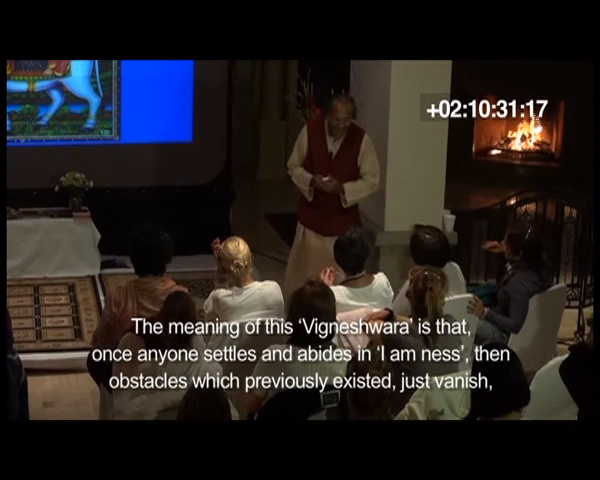 +02:10:31:17
The meaning of this ‘Vigneshwara’ is that,
once anyone settles and abides in ‘I am ness’, then
obstacles which previously existed, just vanish,